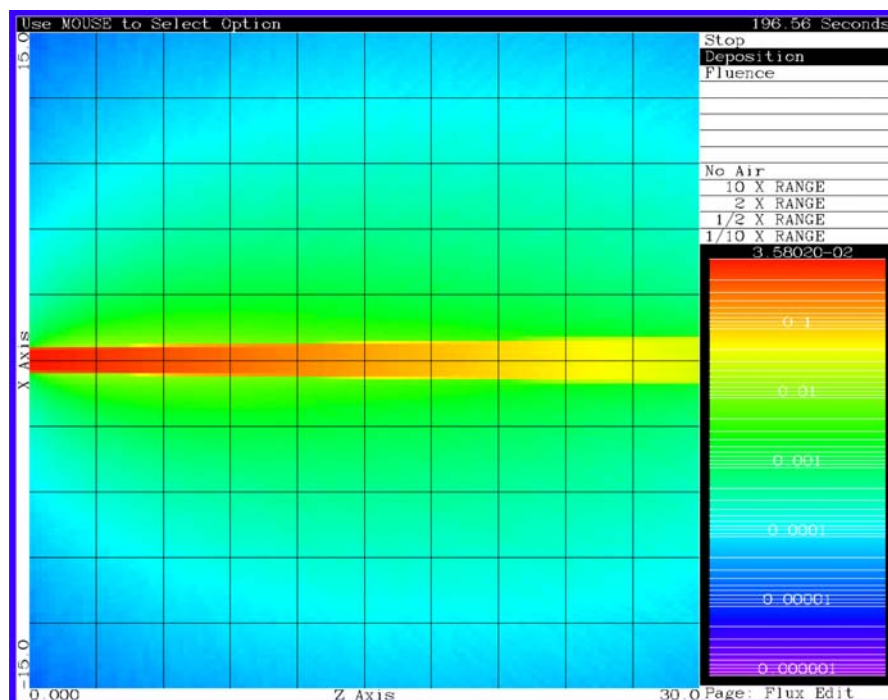 Use MOUSE to Select Option
196.56 Seconds
Stop
Deposition
Fluence
No Air
10 X RANGE
2 X RANGE
1/2 X RANGE
1/10 X RANGE
3.58020-02
0.1
0.01
0.001
0.0001
0.00001
0.000001
15.0
X Axis
-15.0
0.000
Z Axis
30.0
Page: Flux Edit